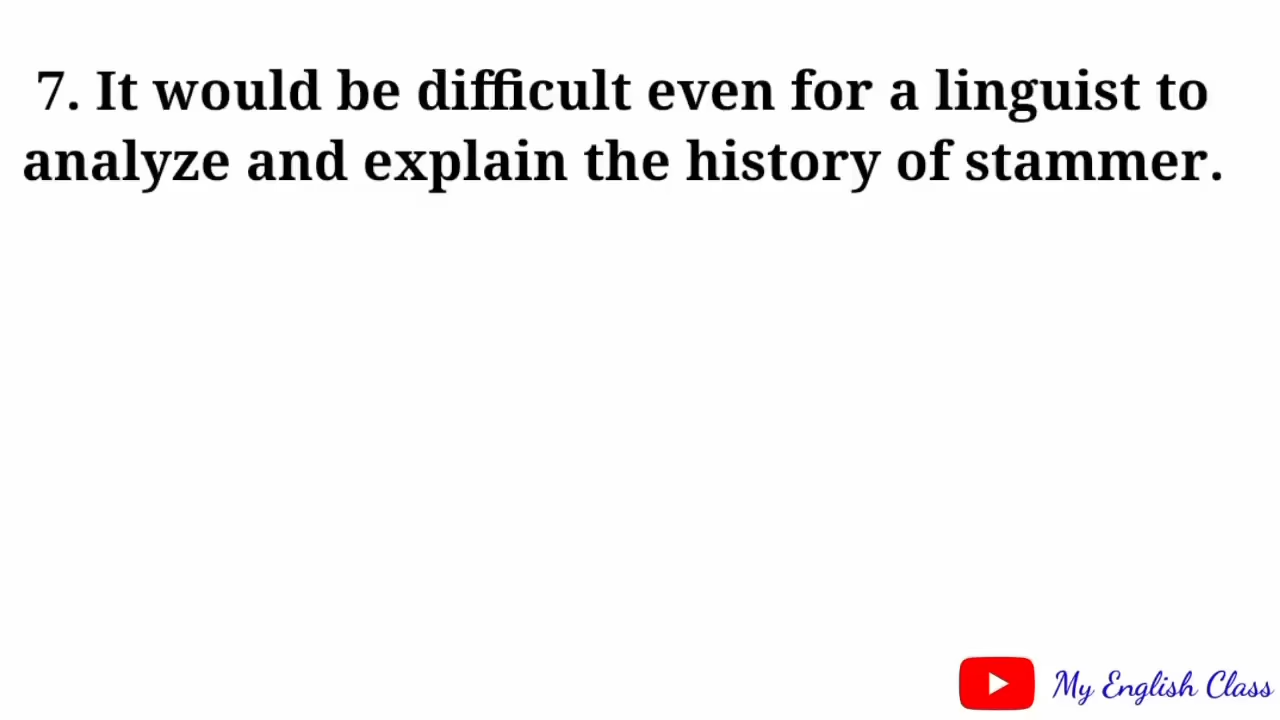 7. It would be difficult even for a linguist to
analyze and explain the history of stammer.
My English Class